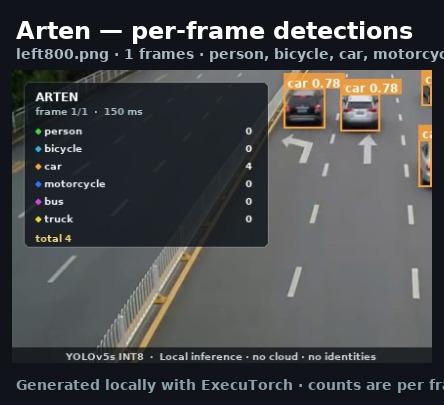 Arten — per-frame detections
left800.png · 1 frames · person, bicycle, car, motorcyc
ARTEN
frame 1/1 · 150 ms
person 0
bicycle 0
car 4
motorcycle 0
bus 0
truck 0
total 4
car 0.78
car 0.78
c
ca
YOLOv5s INT8 · Local inference · no cloud · no identities
Generated locally with ExecuTorch · counts are per fra